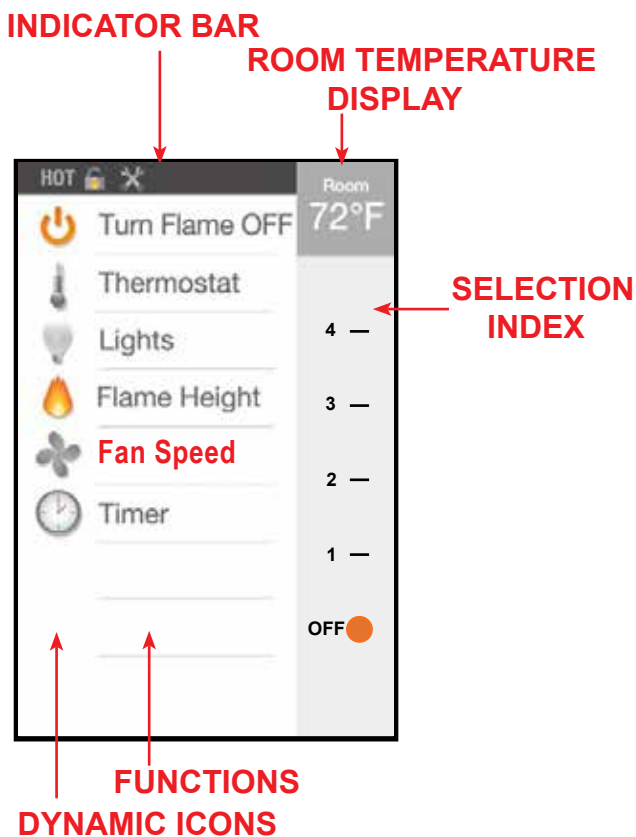 INDICATOR BAR
ROOM TEMPERATURE
DISPLAY
HOT
Room
72°F
Turn Flame OFF
Thermostat
Lights
Flame Height
Fan Speed
Timer
SELECTION
INDEX
4
3
2
1
OFF
FUNCTIONS
DYNAMIC ICONS